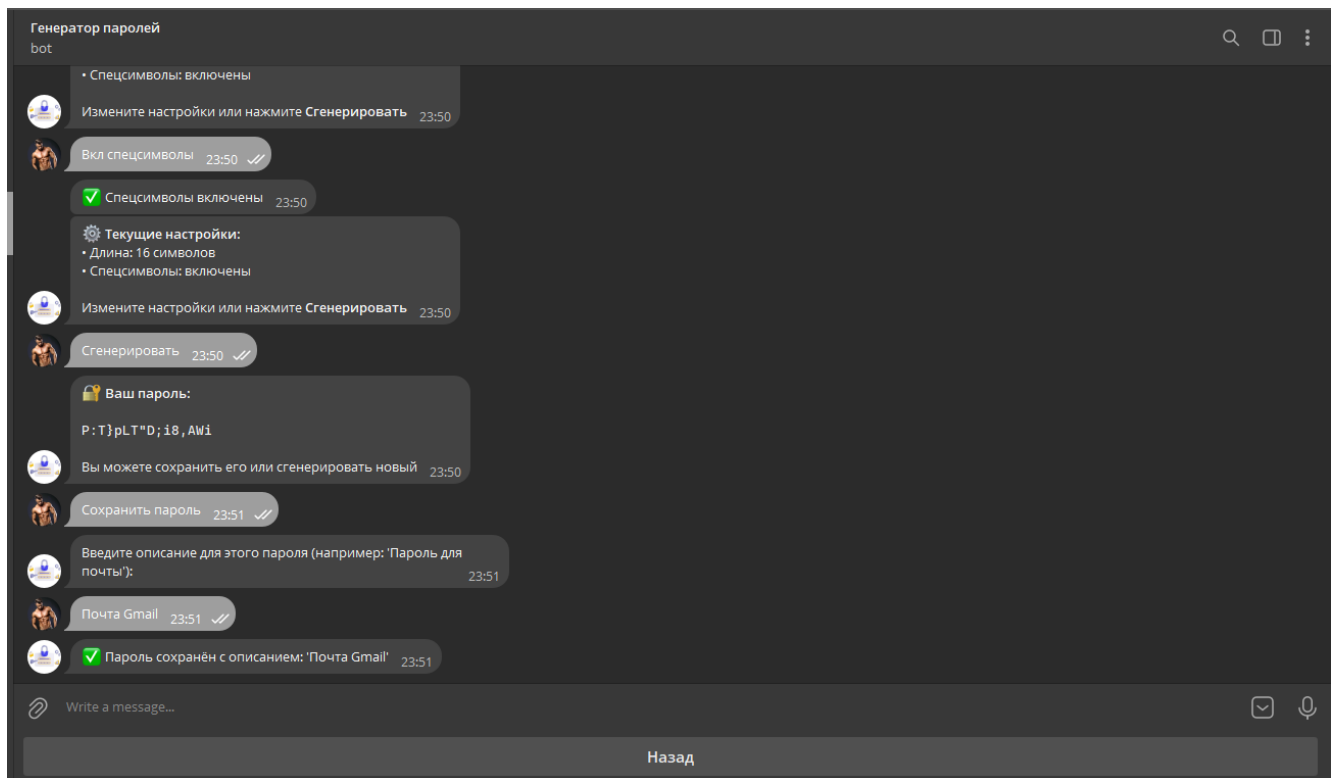 Генератор паролей
bot
• Спецсимволы: включены
Измените настройки или нажмите Сгенерировать 23:50
Вкл спецсимволы 23:50
✅ Спецсимволы включены 23:50
⚙️ Текущие настройки:
• Длина: 16 символов
• Спецсимволы: включены
Измените настройки или нажмите Сгенерировать 23:50
Сгенерировать 23:50
🔐 Ваш пароль:
P:T}pLT"D;i8,AWi
Вы можете сохранить его или сгенерировать новый 23:50
Сохранить пароль 23:51
Введите описание для этого пароля (например: 'Пароль для
почты'): 23:51
Почта Gmail 23:51
✅ Пароль сохранён с описанием: 'Почта Gmail' 23:51
Write a message...
Назад